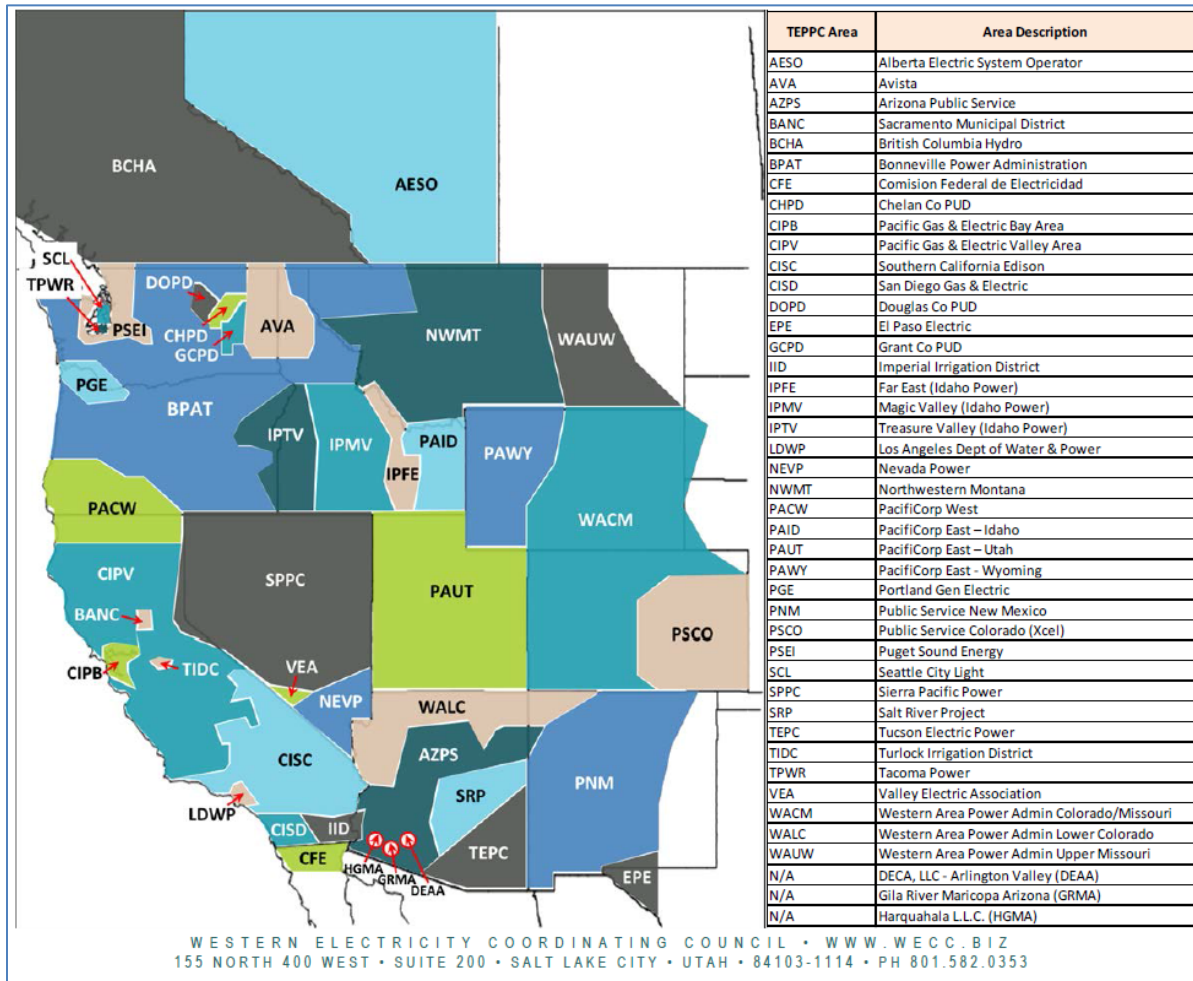 BCHA
AESO
SCL
TPWR
DOPD
PSEI
CHPD
AVA
GCPD
NWMT
WAUW
PGE
BPAT
IPTV
IPMV
IPFE
PAID
PAWY
PACW
WACM
CIPV
SPPC
PAUT
BANC
PSCO
CIPB
TIDC
VEA
NEVP
WALC
CISC
AZPS
SRP
PNM
LDWP
CISD
IID
TEPC
CFE
HGMA
GRMA
DEAA
EPE
TEPPC Area Area Description
AESO Alberta Electric System Operator
AVA Avista
AZPS Arizona Public Service
BANC Sacramento Municipal District
BCHA British Columbia Hydro
BPAT Bonneville Power Administration
CFE Comision Federal de Electricidad
CHPD Chelan Co PUD
CIPB Pacific Gas & Electric Bay Area
CIPV Pacific Gas & Electric Valley Area
CISC Southern California Edison
CISD San Diego Gas & Electric
DOPD Douglas Co PUD
EPE El Paso Electric
GCPD Grant Co PUD
IID Imperial Irrigation District
IPFE Far East (Idaho Power)
IPMV Magic Valley (Idaho Power)
IPTV Treasure Valley (Idaho Power)
LDWP Los Angeles Dept of Water & Power
NEVP Nevada Power
NWMT Northwestern Montana
PACW PacifiCorp West
PAID PacifiCorp East – Idaho
PAUT PacifiCorp East – Utah
PAWY PacifiCorp East - Wyoming
PGE Portland Gen Electric
PNM Public Service New Mexico
PSCO Public Service Colorado (Xcel)
PSEI Puget Sound Energy
SCL Seattle City Light
SPPC Sierra Pacific Power
SRP Salt River Project
TEPC Tucson Electric Power
TIDC Turlock Irrigation District
TPWR Tacoma Power
VEA Valley Electric Association
WACM Western Area Power Admin Colorado/Missouri
WALC Western Area Power Admin Lower Colorado
WAUW Western Area Power Admin Upper Missouri
N/A DECA, LLC - Arlington Valley (DEAA)
N/A Gila River Maricopa Arizona (GRMA)
N/A Harquahala L.L.C. (HGMA)
WESTERN ELECTRICITY COORDINATING COUNCIL • WWW.WECC.BIZ
155 NORTH 400 WEST • SUITE 200 • SALT LAKE CITY • UTAH • 84103-1114 • PH 801.582.0353